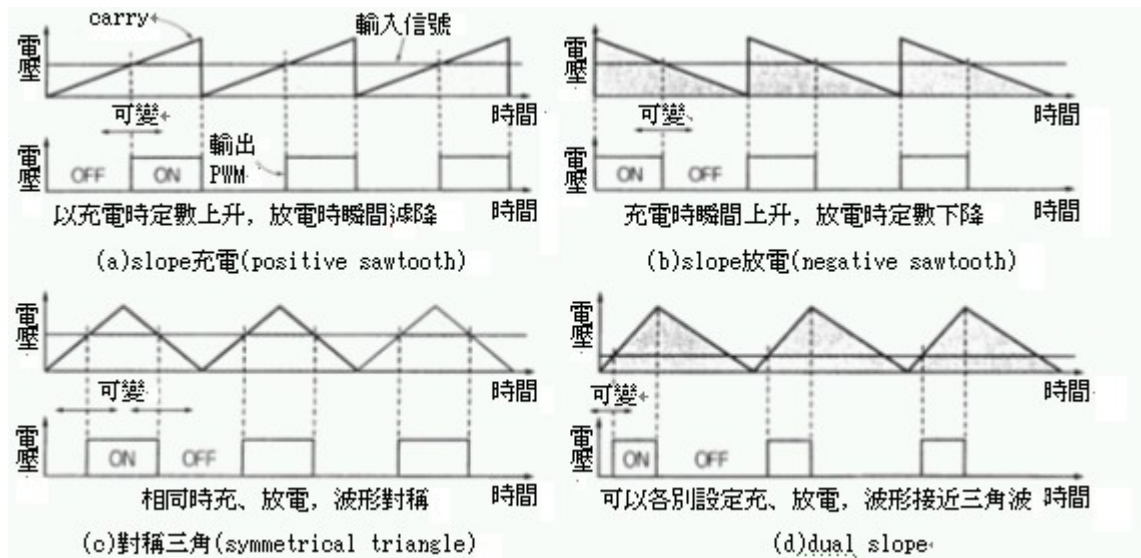 carry
輸入信號
電壓
時間
可變
電壓
OFF
ON
輸出
PWM
時間
以充電時定數上升，放電時瞬間減降
(a)slope充電(positive sawtooth)
電壓
時間
可變
電壓
ON
OFF
時間
充電時瞬間上升，放電時定數下降
(b)slope放電(negative sawtooth)
電壓
時間
可變
電壓
ON
OFF
時間
相同時充、放電，波形對稱
(c)對稱三角(symmetrical triangle)
電壓
時間
可變
電壓
ON
OFF
時間
可以各別設定充、放電，波形接近三角波
(d)dual slope